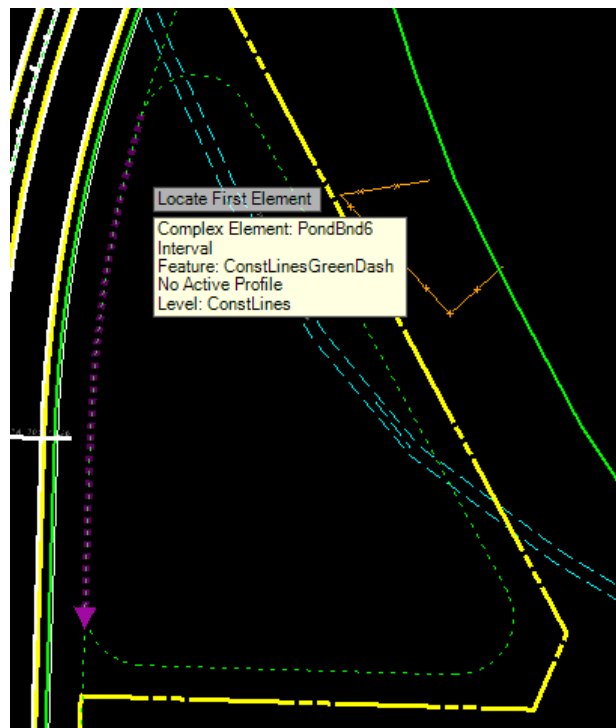 Locate First Element
Complex Element: PondBnd6
Interval
Feature: ConstLinesGreenDash
No Active Profile
Level: ConstLines